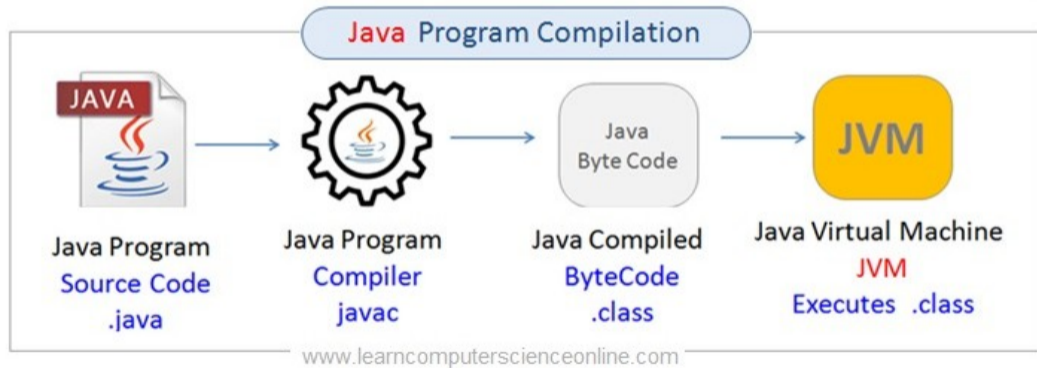 Java Program Compilation
JAVA
Java
Byte Code
JVM
Java Program
Source Code
.java
Java Program
Compiler
javac
Java Compiled
ByteCode
.class
Java Virtual Machine
JVM
Executes .class
www.learncomputerscienceonline.com